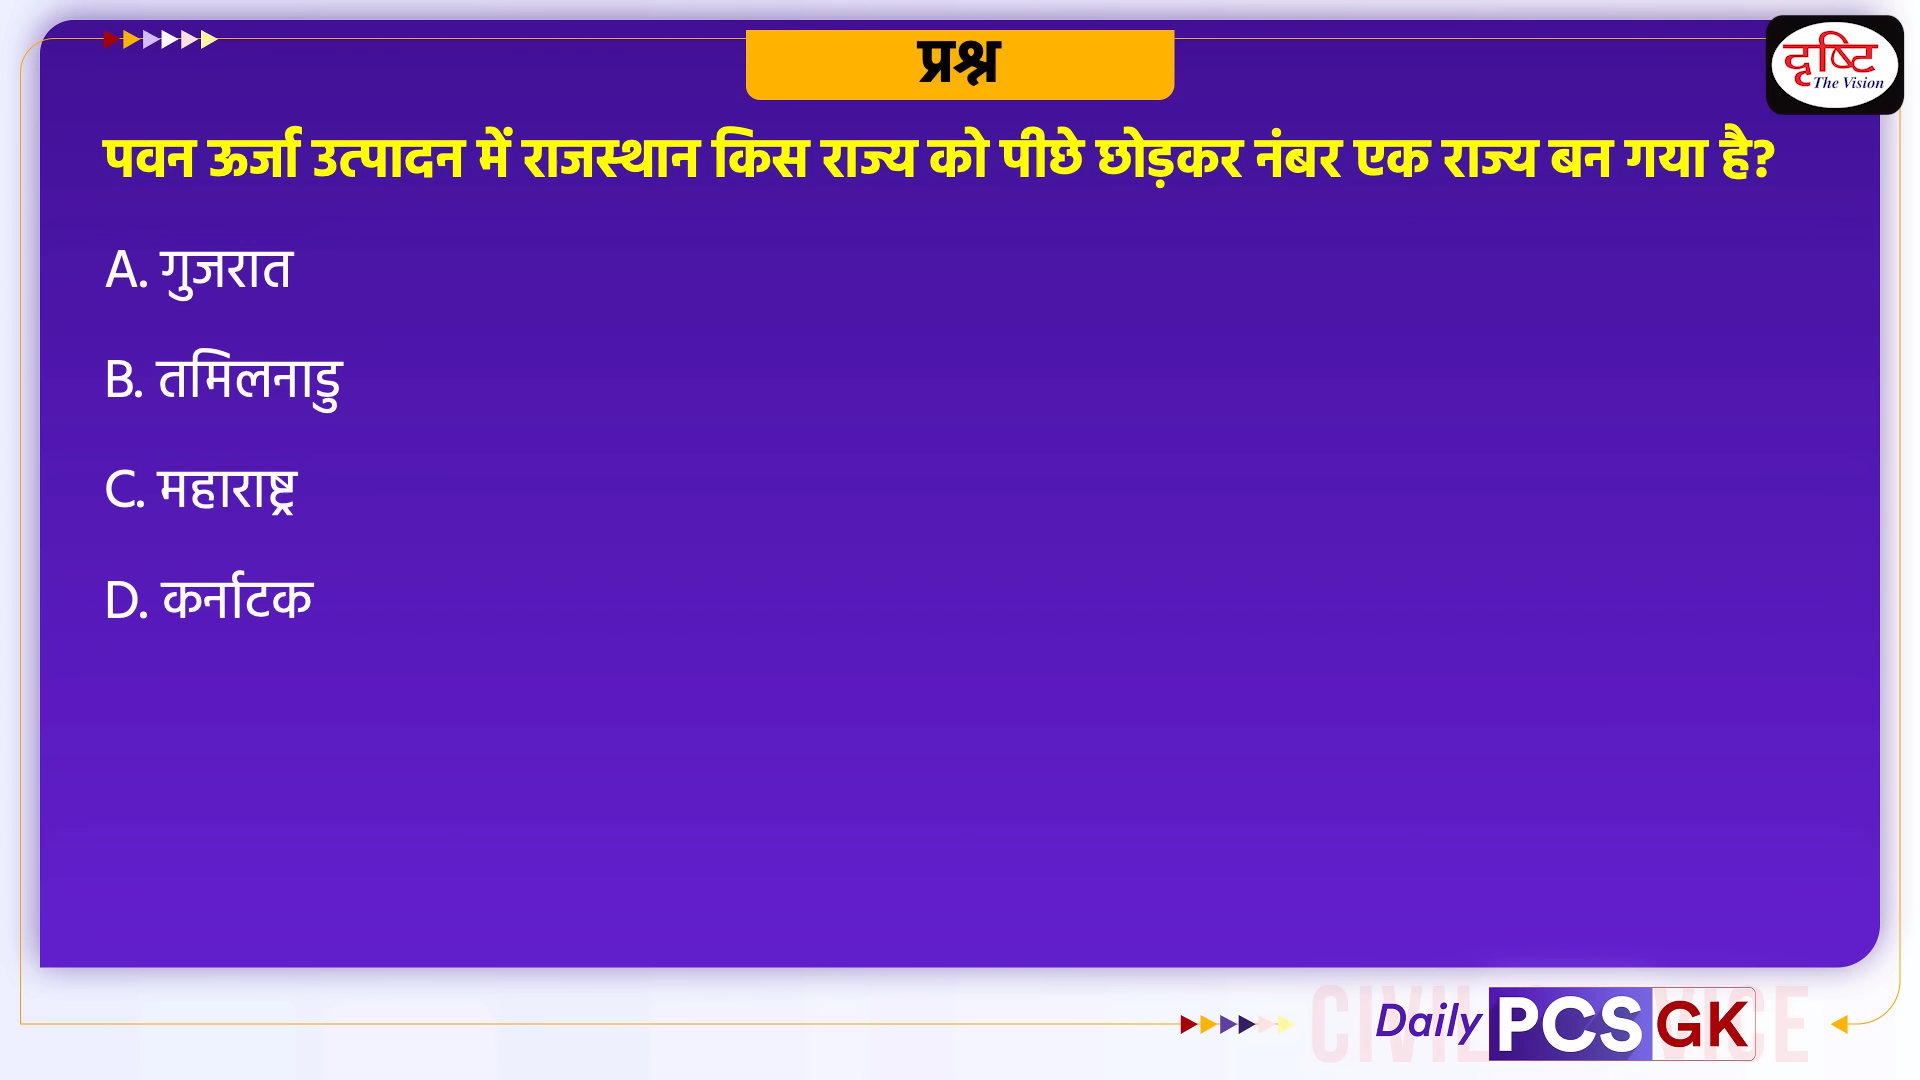 प्रश्न
दृष्टि
The Vision
पवन ऊर्जा उत्पादन में राजस्थान किस राज्य को पीछे छोड़कर नंबर एक राज्य बन गया है?
A. गुजरात
B. तमिलनाडु
C. महाराष्ट्र
D. कर्नाटक
Daily PCS GK